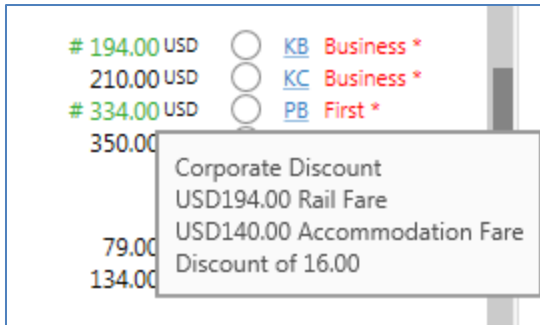 # 194.00 USD KB Business *
210.00 USD KC Business *
# 334.00 USD PB First *
350.00
Corporate Discount
USD194.00 Rail Fare
USD140.00 Accommodation Fare
Discount of 16.00
79.00
134.00